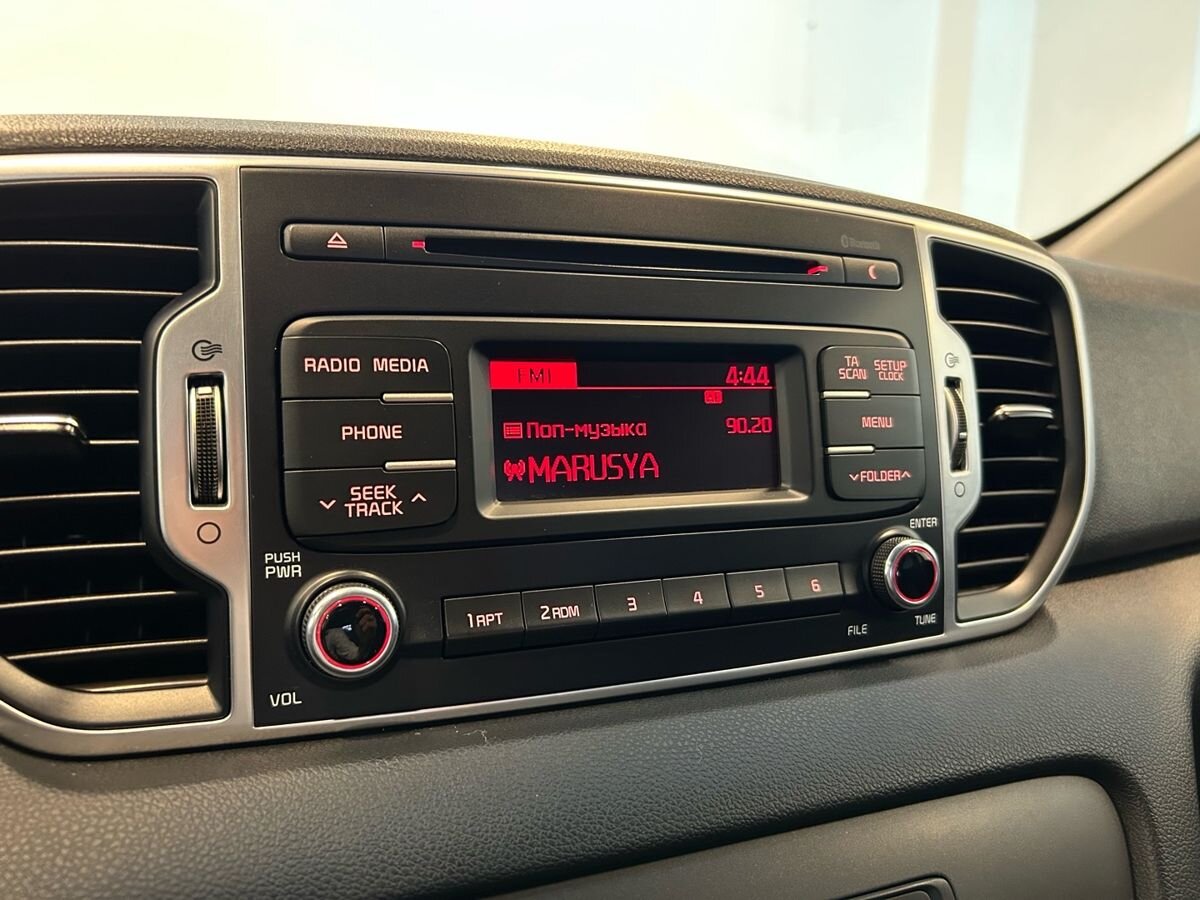 Bluetooth
RADIO MEDIA
PHONE
SEEK
TRACK
FM1 4:44
Поп-музыка 90.20
MARUSYA
TA
SCAN
SETUP
CLOCK
MENU
FOLDER
PUSH
PWR
VOL
1 RPT
2 RDM
3
4
5
6
ENTER
FILE
TUNE